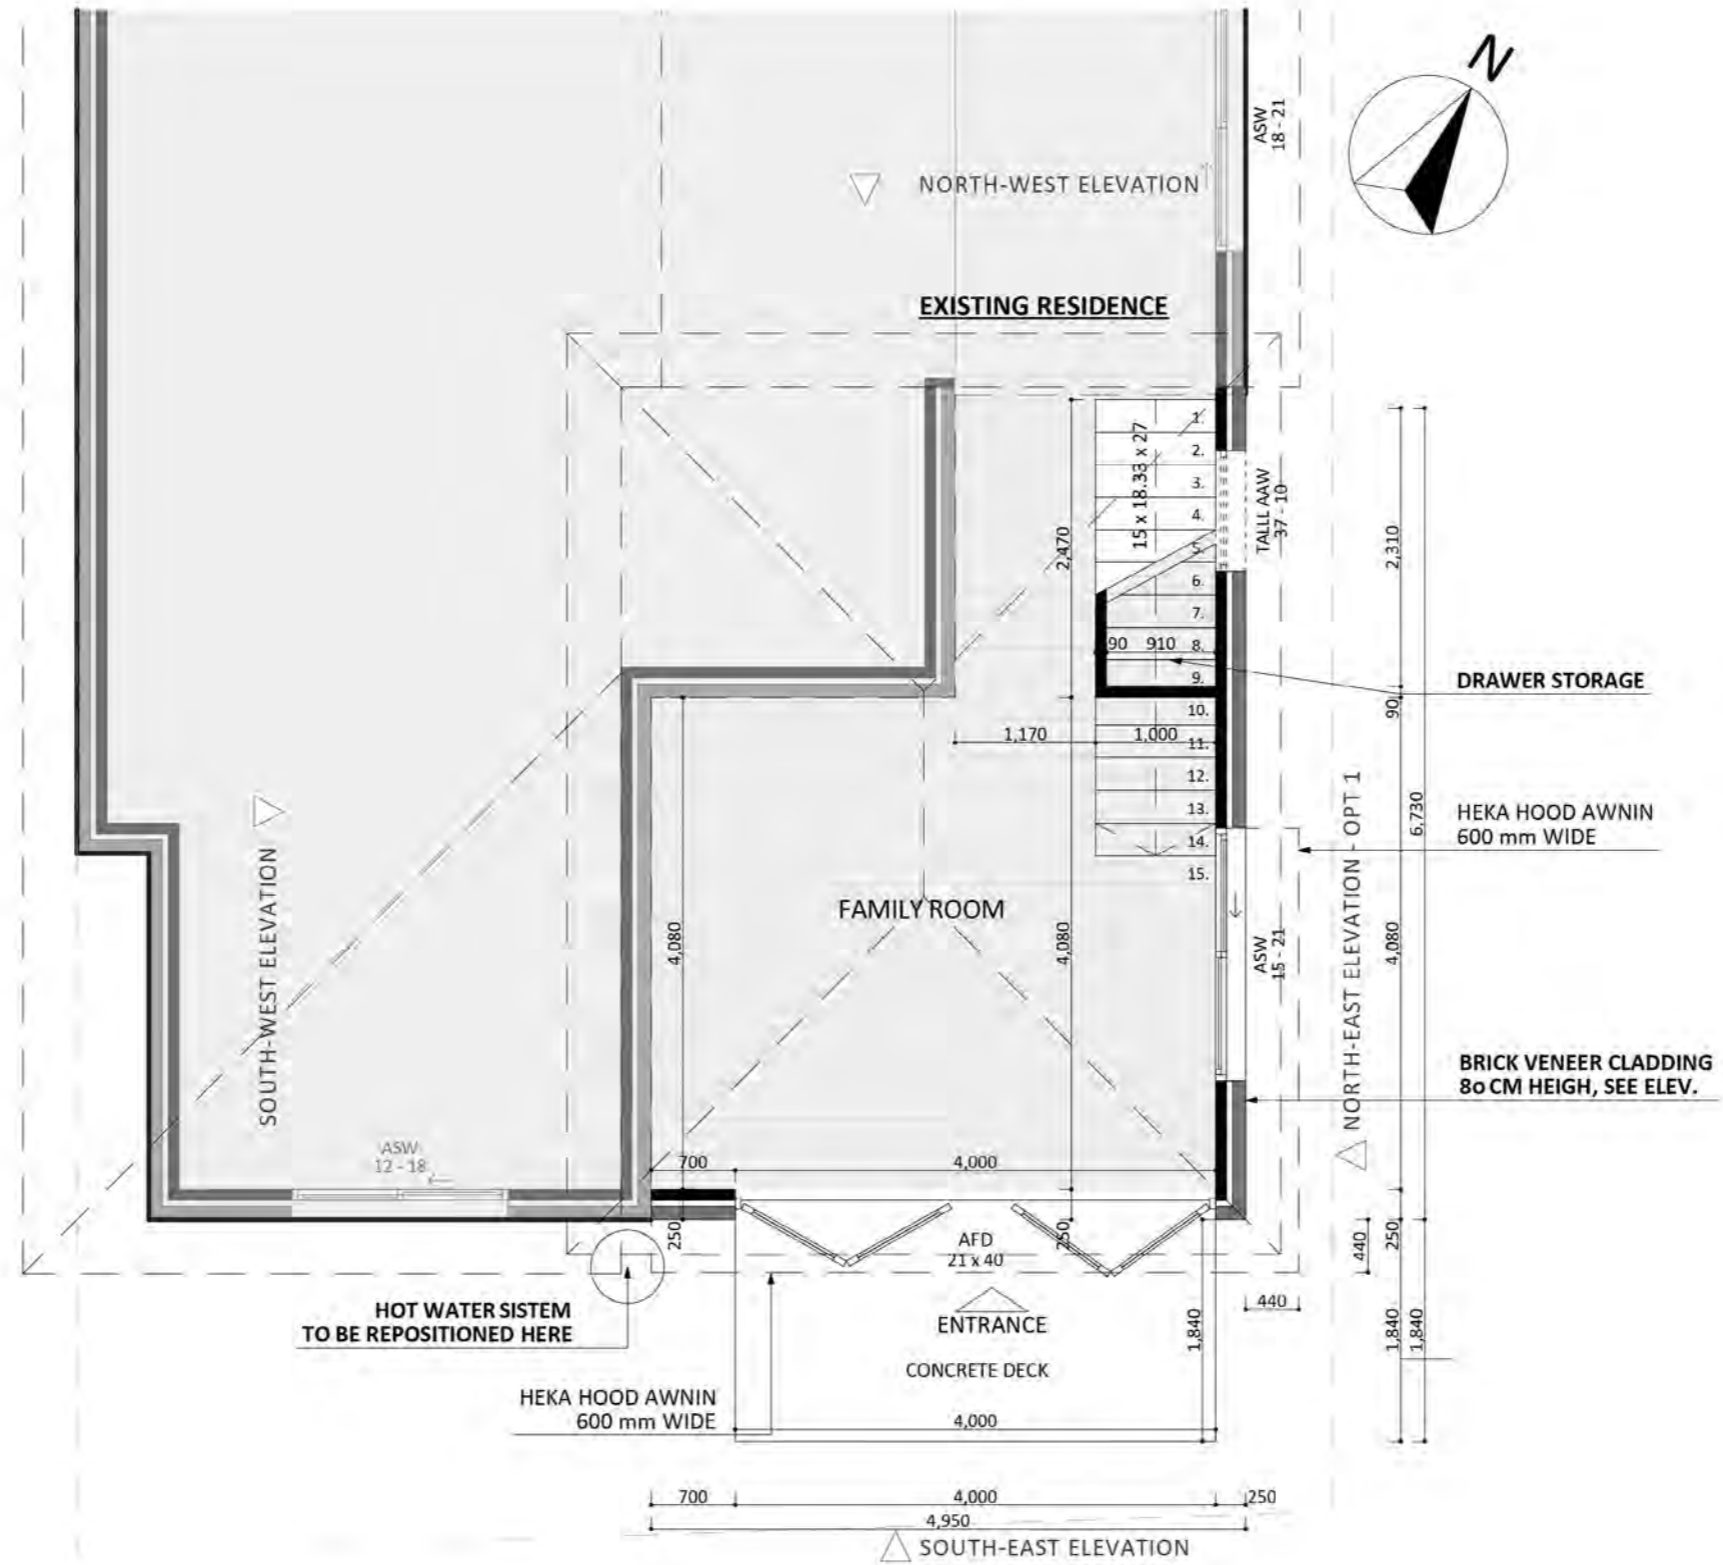 N
ASW
18 - 21
NORTH-WEST ELEVATION
EXISTING RESIDENCE
1.
2.
3.
4.
5.
6.
7.
8.
9.
10.
11.
12.
13.
14.
15.
15 x 18.33 x 27
TALLL AAW
37 - 10
2,470
2,310
90
910
DRAWER STORAGE
90
1,170
1,000
HEKA HOOD AWNIN
600 mm WIDE
6,730
NORTH-EAST ELEVATION - OPT 1
SOUTH-WEST ELEVATION
FAMILY ROOM
4,080
4,080
ASW
15 - 21
4,080
BRICK VENEER CLADDING
80 CM HEIGH, SEE ELEV.
ASW
12 - 18
700
4,000
250
AFD
21 x 40
250
440
250
440
HOT WATER SISTEM
TO BE REPOSITIONED HERE
ENTRANCE
1,840
1,840
1,840
CONCRETE DECK
HEKA HOOD AWNIN
600 mm WIDE
4,000
700
4,000
250
4,950
SOUTH-EAST ELEVATION